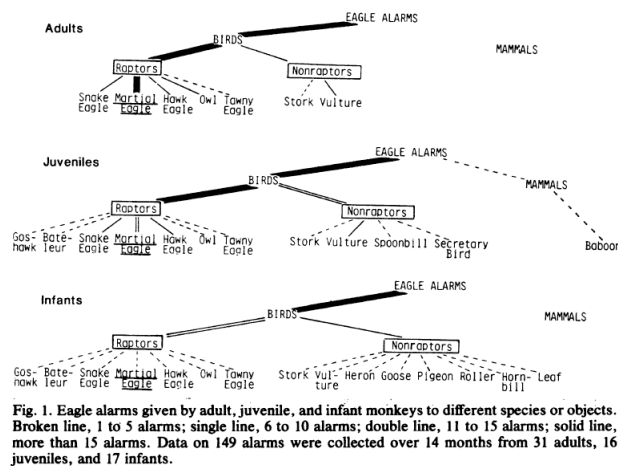 EAGLE ALARMS
Adults
BIRDS
MAMMALS
Raptors
Nonraptors
Snake Martial Hawk Owl Tawny
Eagle Eagle Eagle Eagle
Stork Vulture
EAGLE ALARMS
Juveniles
BIRDS
MAMMALS
Raptors
Nonraptors
Gos- Bate- Snake Martial Hawk Owl Tawny
hawk leur Eagle Eagle Eagle Eagle
Stork Vulture Spoonbill Secretary
Bird
Baboon
EAGLE ALARMS
Infants
BIRDS
MAMMALS
Raptors
Nonraptors
Gos- Bate- Snake Martial Hawk Owl Tawny
hawk leur Eagle Eagle Eagle Eagle
Stork Vul- Heron Goose Pigeon Roller Horn- Leaf
ture bill
Fig. 1. Eagle alarms given by adult, juvenile, and infant monkeys to different species or objects.
Broken line, 1 to 5 alarms; single line, 6 to 10 alarms; double line, 11 to 15 alarms; solid line,
more than 15 alarms. Data on 149 alarms were collected over 14 months from 31 adults, 16
juveniles, and 17 infants.